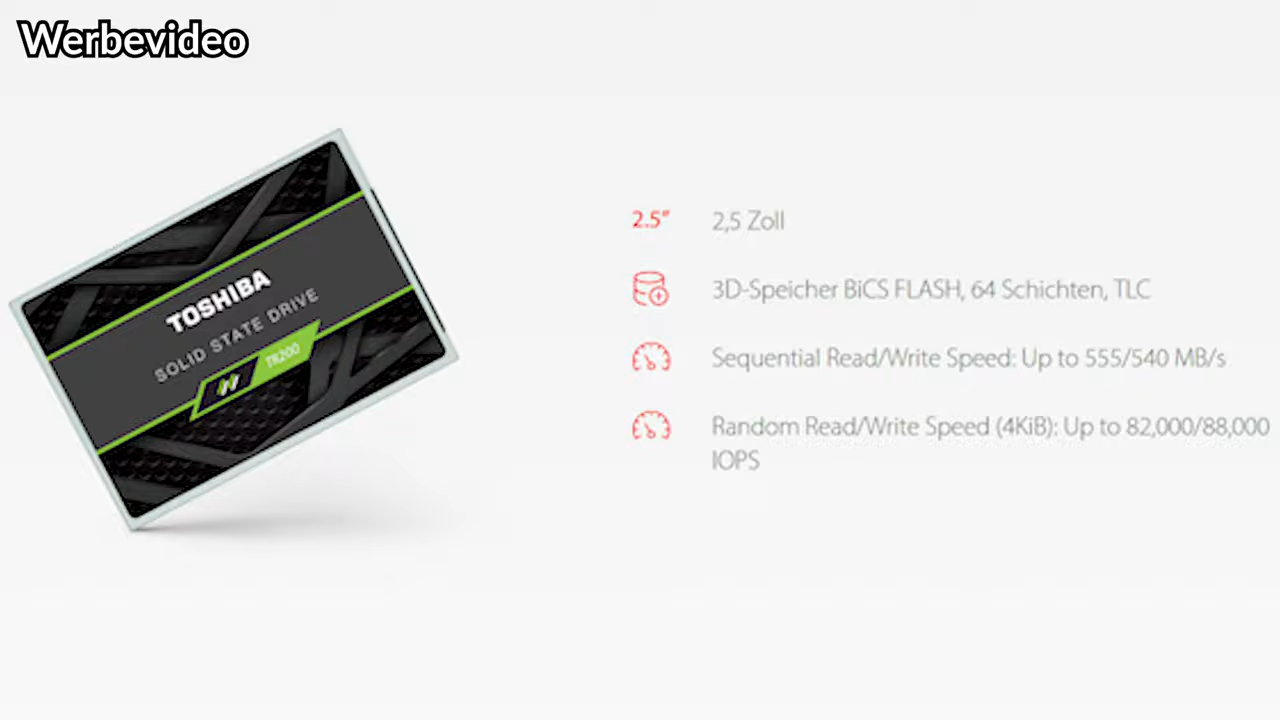 Werbevideo
TOSHIBA
SOLID STATE DRIVE
TR200
2.5"
2,5 Zoll
3D-Speicher BiCS FLASH, 64 Schichten, TLC
Sequential Read/Write Speed: Up to 555/540 MB/s
Random Read/Write Speed (4KiB): Up to 82,000/88,000
IOPS